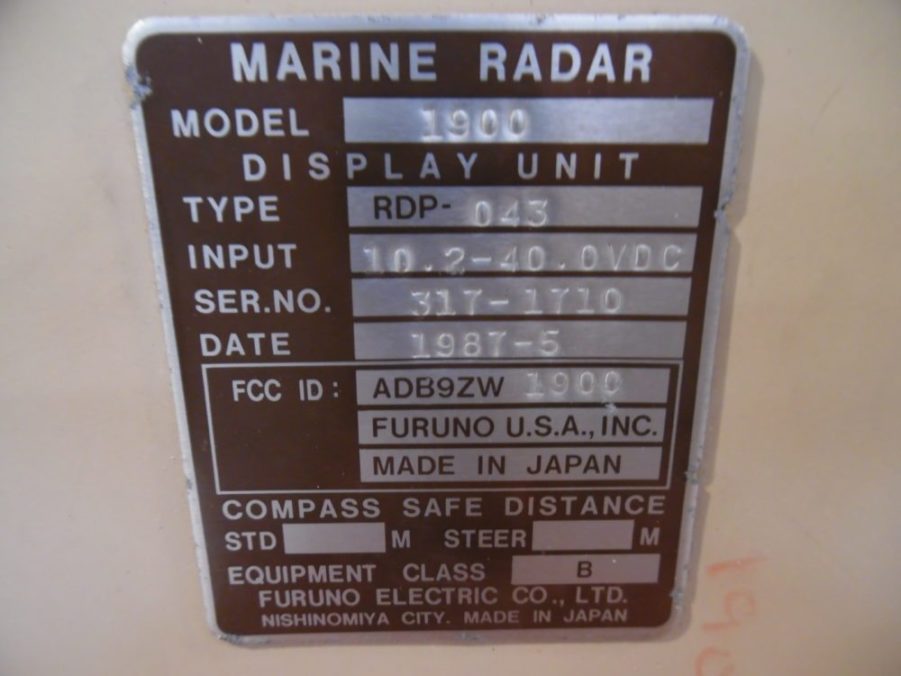 MARINE RADAR
MODEL 1900
DISPLAY UNIT
TYPE RDP- 043
INPUT 10.2-40.0VDC
SER.NO. 317-1710
DATE 1987-5
FCC ID: ADB9ZW 1900
FURUNO U.S.A., INC.
MADE IN JAPAN
COMPASS SAFE DISTANCE
STD M STEER M
EQUIPMENT CLASS B
FURUNO ELECTRIC CO., LTD.
NISHINOMIYA CITY. MADE IN JAPAN